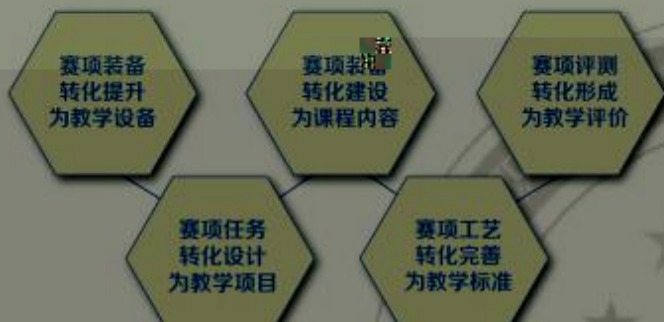 赛项装备
转化提升
为教学设备
赛项装
转化建设
为课程内容
赛项评测
转化形成
为教学评价
赛项任务
转化设计
为教学项目
赛项工艺
转化完善
为教学标准